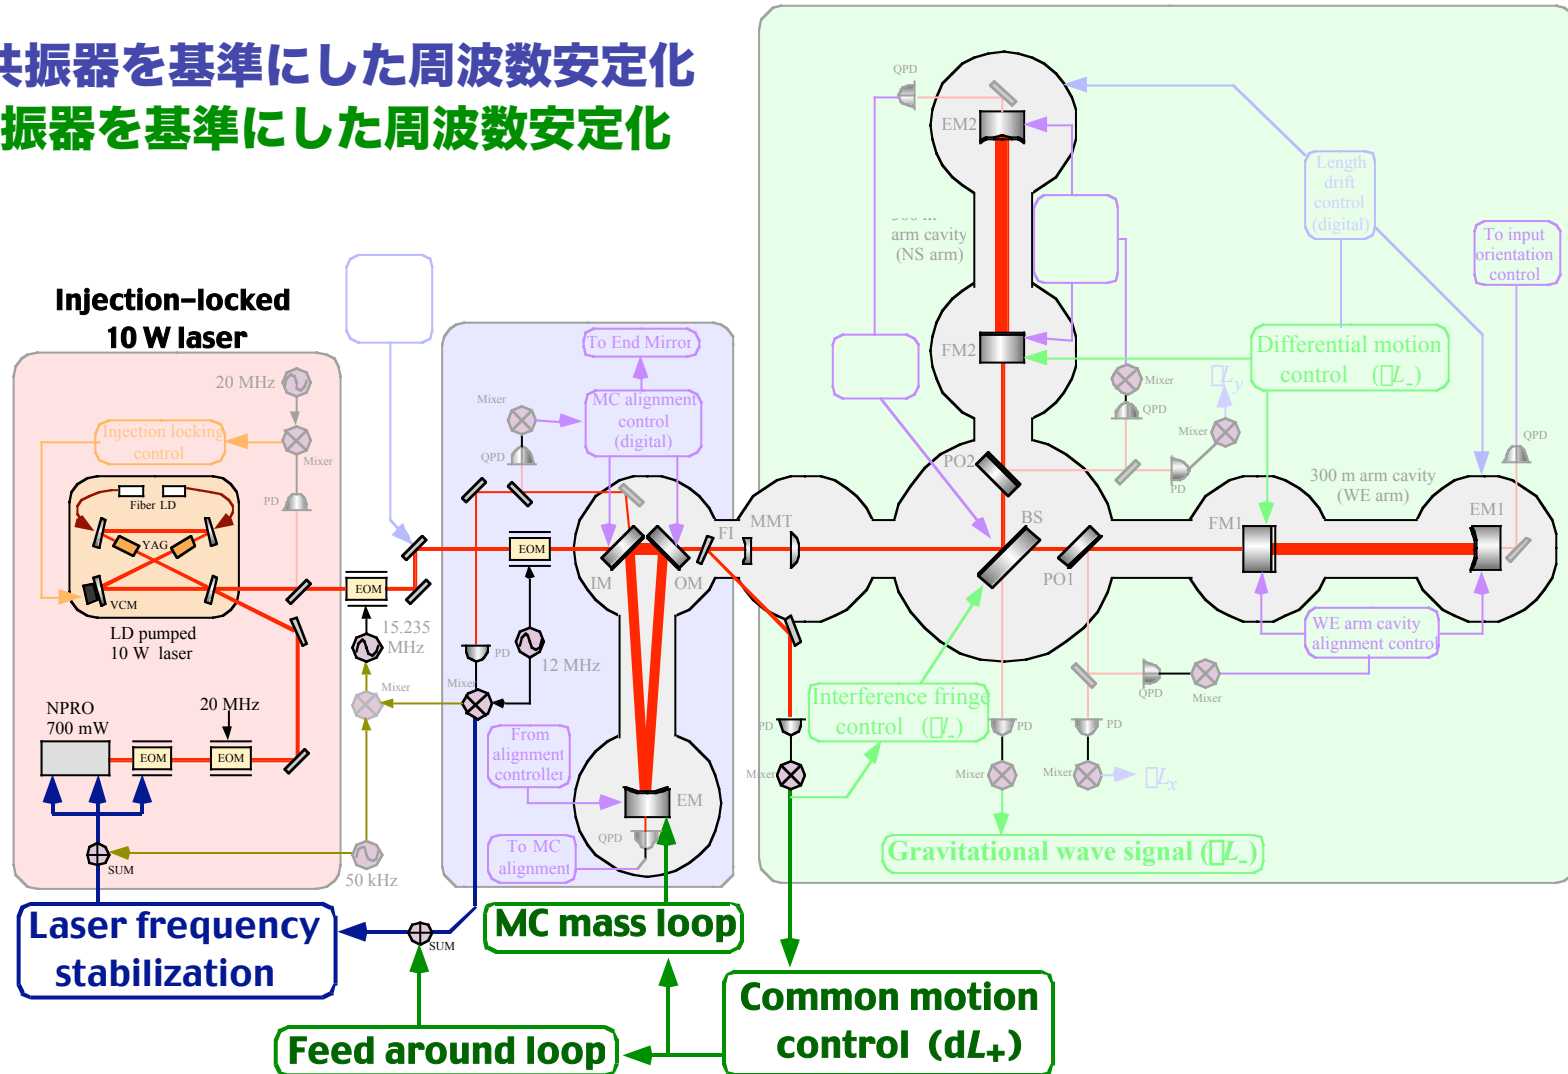 共振器を基準にした周波数安定化
振器を基準にした周波数安定化
Injection-locked
10 W laser
20 MHz
Mixer
Injection locking
control
PD
Fiber LD
YAG
VCM
LD pumped
10 W laser
EOM
15.235
MHz
Mixer
NPRO
700 mW
20 MHz
EOM
EOM
SUM
50 kHz
To End Mirror
Mixer
MC alignment
control
(digital)
QPD
EOM
IM
OM
PD
12 MHz
Mixer
From
alignment
controller
EM
QPD
To MC
alignment
FI
MMT
QPD
EM2
arm cavity
(NS arm)
FM2
Length
drift
control
(digital)
To input
orientation
control
Differential motion
control (□L-)
Mixer
QPD
□Ly
Mixer
PD
QPD
PO2
BS
PO1
300 m arm cavity
(WE arm)
FM1
EM1
WE arm cavity
alignment control
QPD
Mixer
Interference fringe
control (□l-)
PD
Mixer
PD
Mixer
PD
Mixer
□Lx
Gravitational wave signal (□L-)
Laser frequency
stabilization
SUM
MC mass loop
Feed around loop
Common motion
control (dL+)